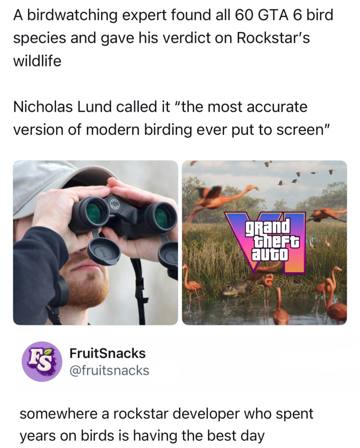 A birdwatching expert found all 60 GTA 6 bird
species and gave his verdict on Rockstar’s
wildlife
Nicholas Lund called it “the most accurate
version of modern birding ever put to screen”
grand
theft
auto
VI
FS
FruitSnacks
@fruitsnacks
somewhere a rockstar developer who spent
years on birds is having the best day